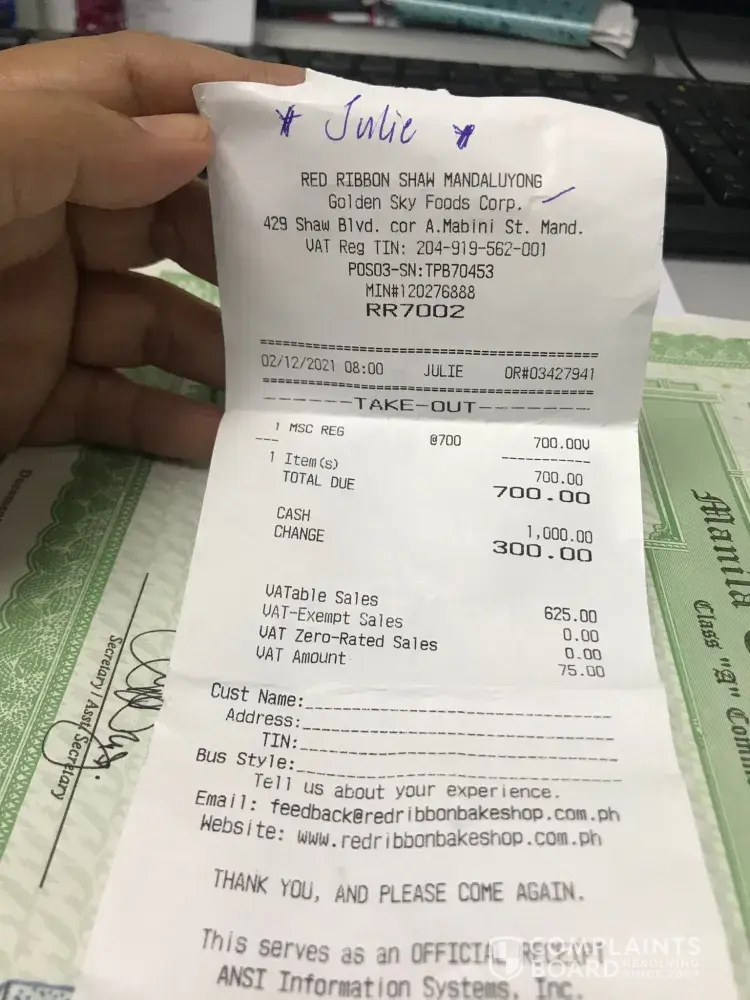 * Julie *
RED RIBBON SHAW MANDALUYONG
Golden Sky Foods Corp.
429 Shaw Blvd. cor A.Mabini St. Mand.
VAT Reg TIN: 204-919-562-001
POS03-SN:TPB70453
MIN#120276888
RR7002
02/12/2021 08:00 JULIE OR#03427941
-------TAKE-OUT-------
1 MSC REG @700 700.00V
1 Item(s) 700.00
TOTAL DUE 700.00
CASH 1,000.00
CHANGE 300.00
VATable Sales 625.00
VAT-Exempt Sales 0.00
VAT Zero-Rated Sales 0.00
VAT Amount 75.00
Cust Name:
Address:
TIN:
Bus Style:
Tell us about your experience.
Email: feedback@redribbonbakeshop.com.ph
Website: www.redribbonbakeshop.com.ph
THANK YOU, AND PLEASE COME AGAIN.
This serves as an OFFICIAL RECEIPT
ANSI Information Systems, Inc.
Secretary/ Asst. Secretary
Manila
Class "B"
COMPLAINTS
BOARD RESOLVING SINCE 2004